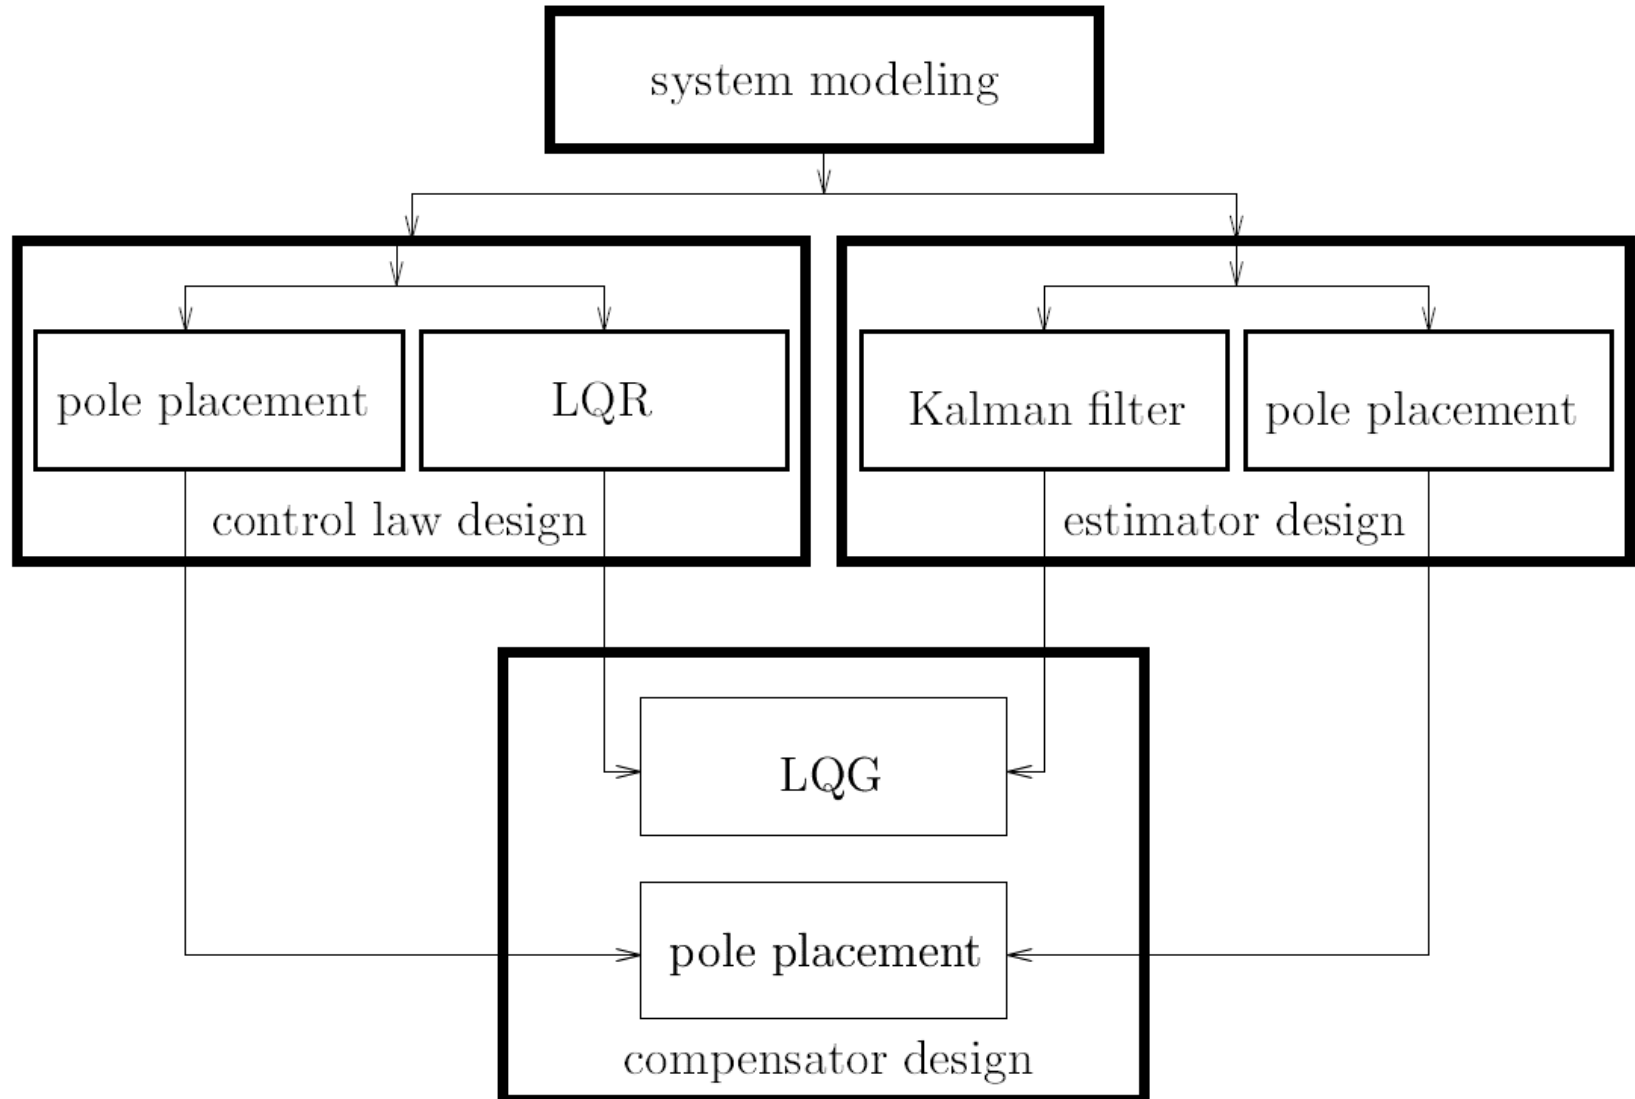 system modeling
pole placement
LQR
control law design
Kalman filter
pole placement
estimator design
LQG
pole placement
compensator design